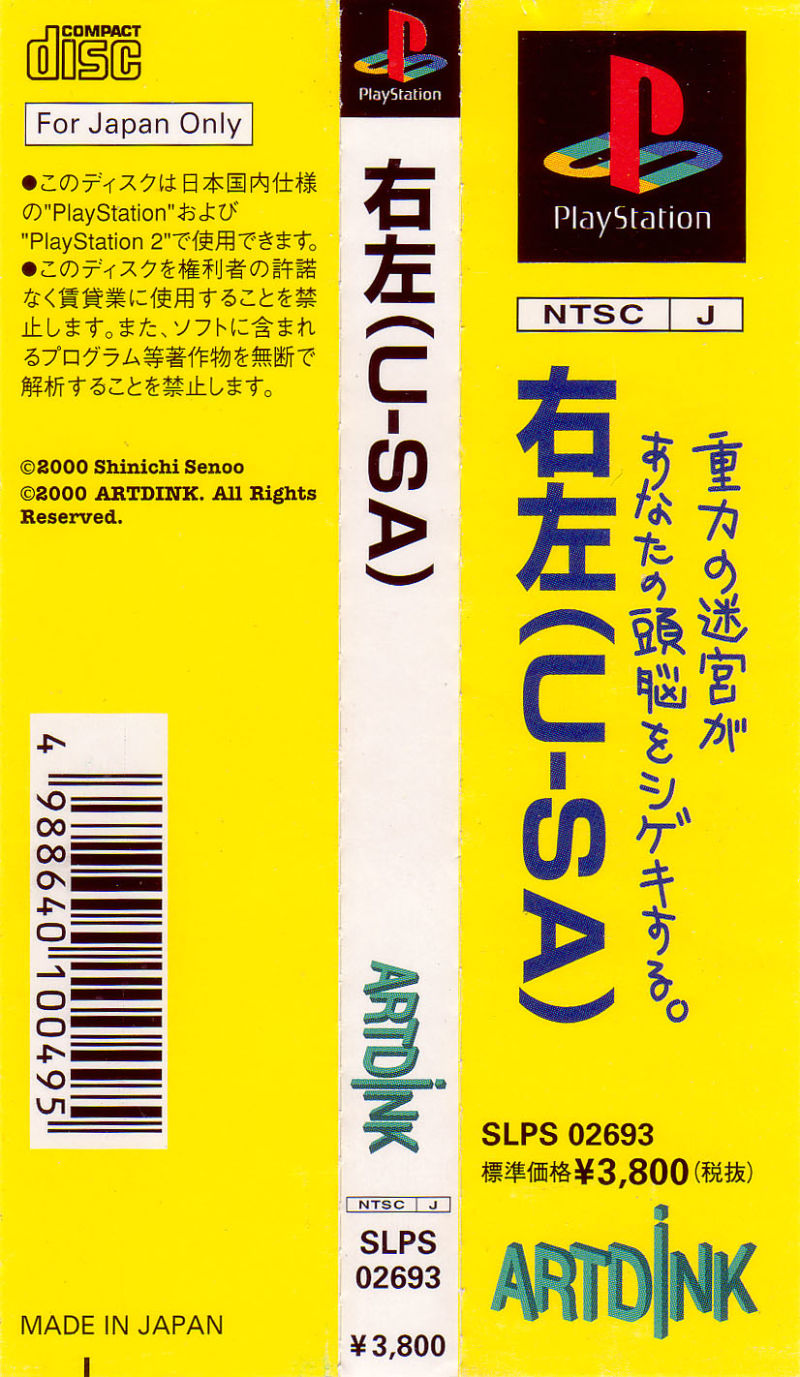 COMPACT
disc
For Japan Only
●このディスクは日本国内仕様
の"PlayStation"および
"PlayStation 2"で使用できます。
●このディスクを権利者の許諾
なく賃貸業に使用することを禁
止します。また、ソフトに含まれ
るプログラム等著作物を無断で
解析することを禁止します。
©2000 Shinichi Senoo
©2000 ARTDINK. All Rights
Reserved.
4 988640 100495
MADE IN JAPAN
PlayStation
右左(U-SA)
ARTDINK
NTSC J
SLPS
02693
¥3,800
PlayStation
NTSC J
重力の迷宮が
あなたの頭脳をシゲキする。
右左(U-SA)
SLPS 02693
標準価格¥3,800(税抜)
ARTDINK